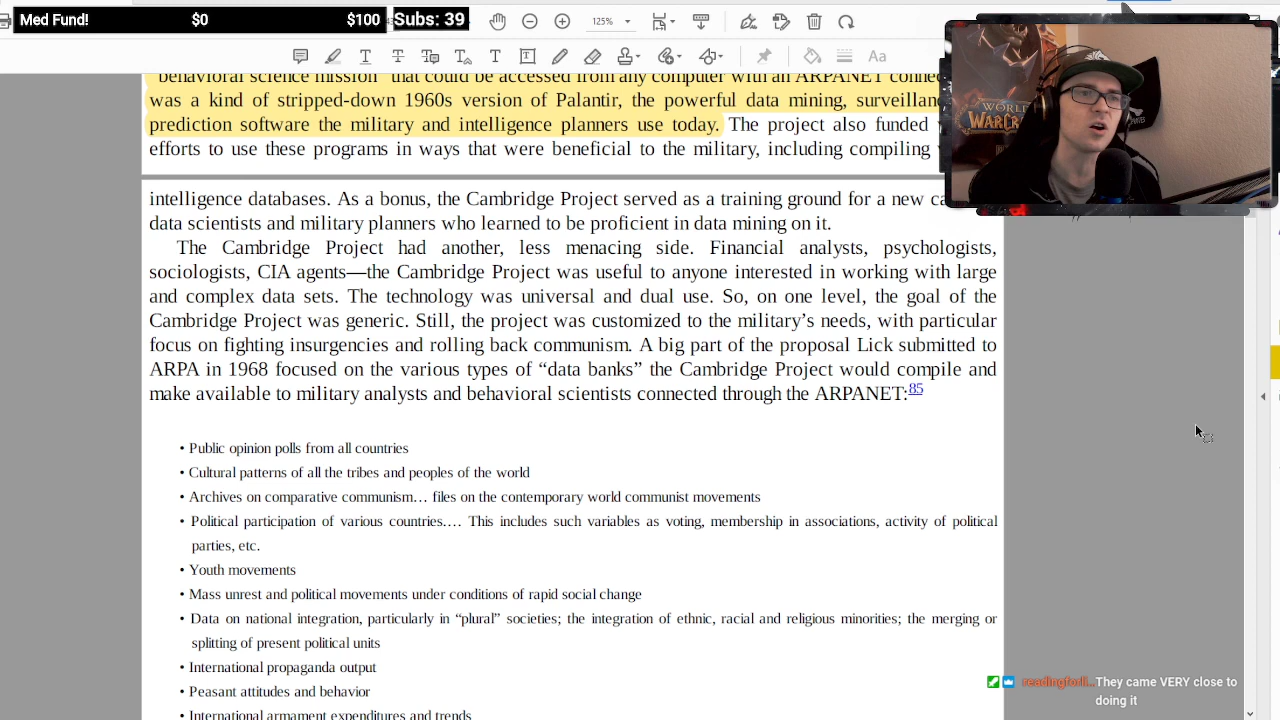 Med Fund! $0 $100 Subs: 39
125%
"behavioral science mission" that could be accessed from any computer with an ARPANET
was a kind of stripped-down 1960s version of Palantir, the powerful data mining,
prediction software the military and intelligence planners use today. The project also funded
efforts to use these programs in ways that were beneficial to the military, including compiling
intelligence databases. As a bonus, the Cambridge Project served as a training ground for a new
data scientists and military planners who learned to be proficient in data mining on it.
The Cambridge Project had another, less menacing side. Financial analysts, psychologists,
sociologists, CIA agents—the Cambridge Project was useful to anyone interested in working with large
and complex data sets. The technology was universal and dual use. So, on one level, the goal of the
Cambridge Project was generic. Still, the project was customized to the military's needs, with particular
focus on fighting insurgencies and rolling back communism. A big part of the proposal Lick submitted to
ARPA in 1968 focused on the various types of "data banks" the Cambridge Project would compile and
make available to military analysts and behavioral scientists connected through the ARPANET:85
• Public opinion polls from all countries
• Cultural patterns of all the tribes and peoples of the world
• Archives on comparative communism… files on the contemporary world communist movements
• Political participation of various countries.… This includes such variables as voting, membership in associations, activity of political
parties, etc.
• Youth movements
• Mass unrest and political movements under conditions of rapid social change
• Data on national integration, particularly in "plural" societies; the integration of ethnic, racial and religious minorities; the merging or
splitting of present political units
• International propaganda output
• Peasant attitudes and behavior
• International armament expenditures and trends
WORLD
WARCRAFT
PIRATES
Aa
readingforli... They came VERY close to
doing it